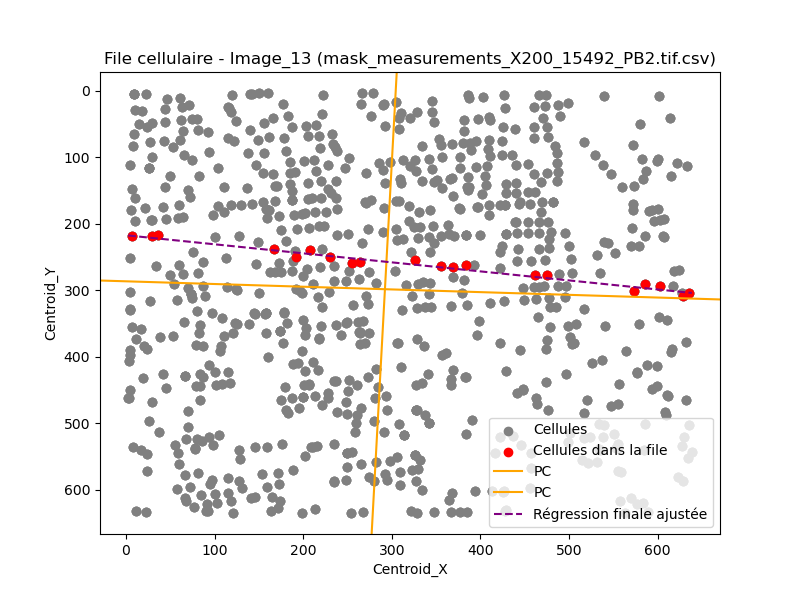 File cellulaire - Image_13 (mask_measurements_X200_15492_PB2.tif.csv)
0
100
200
300
400
500
600
Centroid_Y
Cellules
Cellules dans la file
PC
PC
Régression finale ajustée
0 100 200 300 400 500 600
Centroid_X